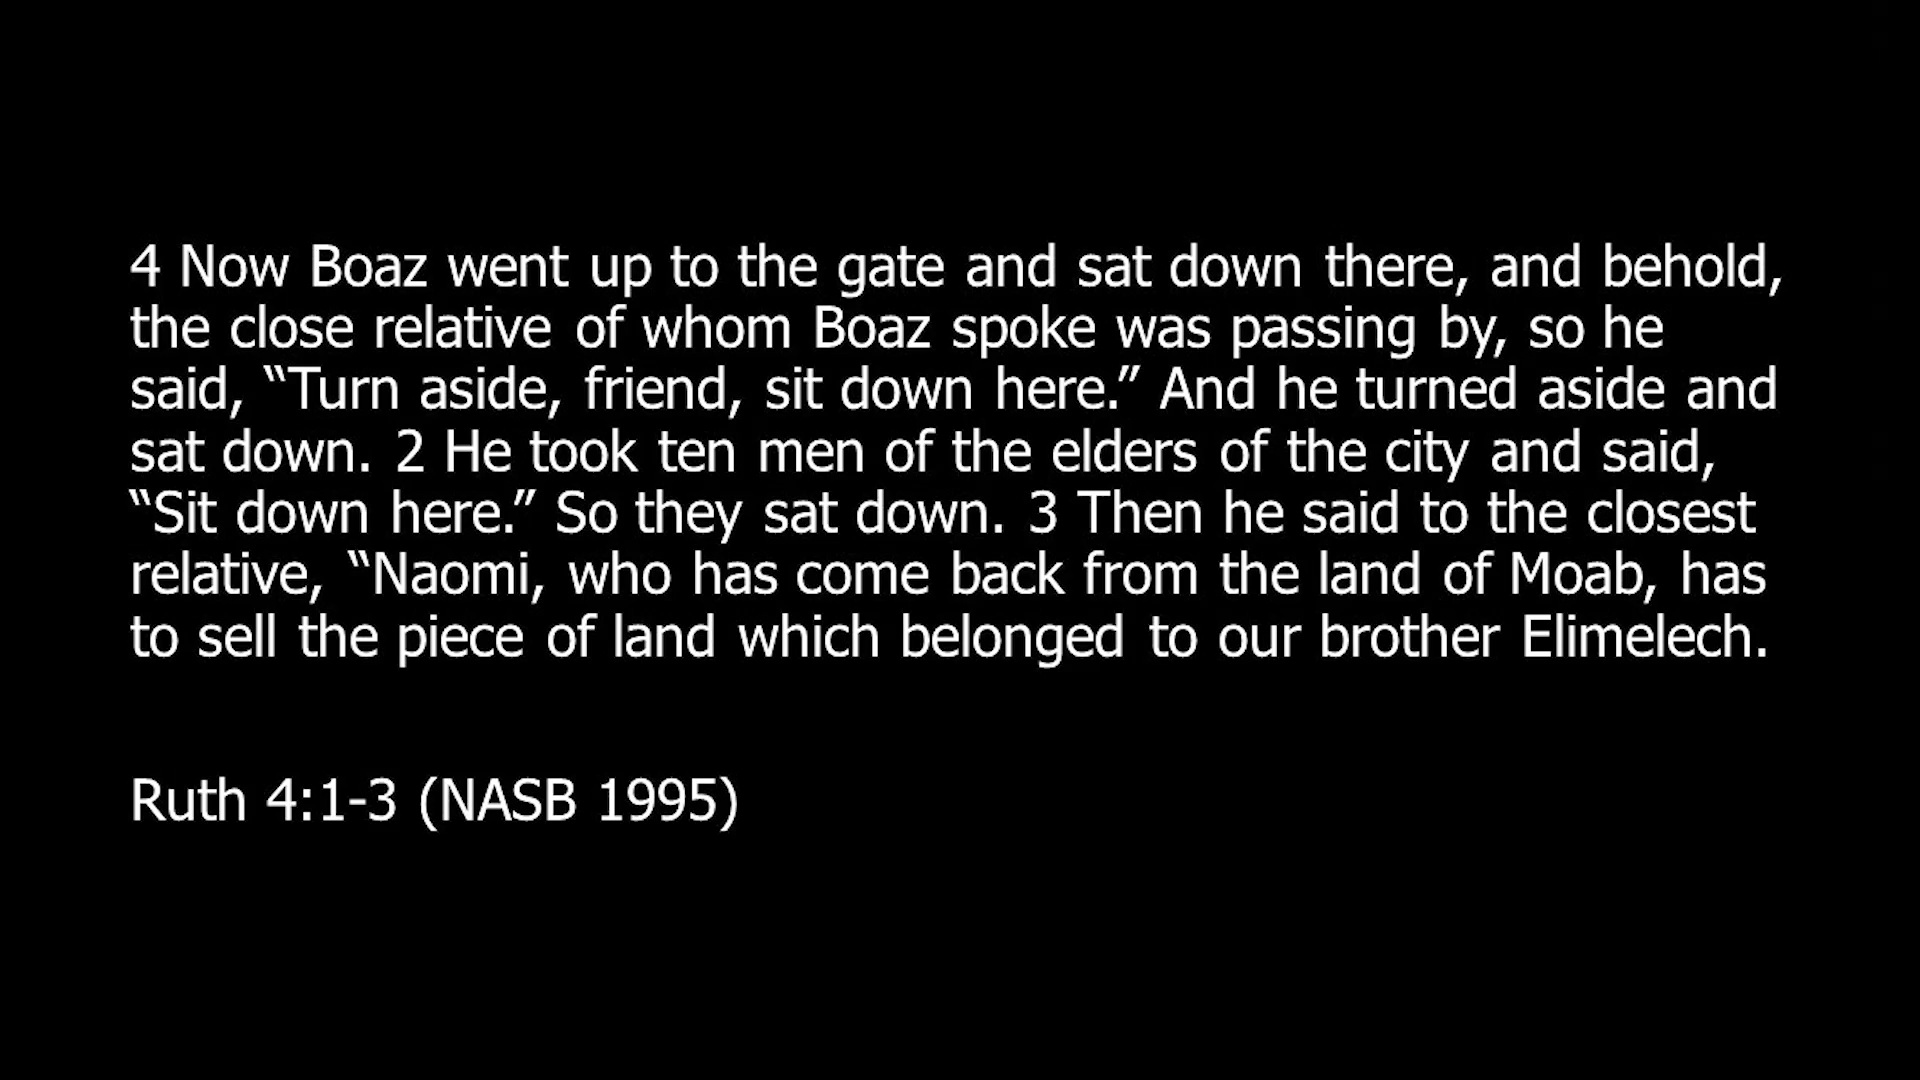 4 Now Boaz went up to the gate and sat down there, and behold,
the close relative of whom Boaz spoke was passing by, so he
said, “Turn aside, friend, sit down here.” And he turned aside and
sat down. 2 He took ten men of the elders of the city and said,
“Sit down here.” So they sat down. 3 Then he said to the closest
relative, “Naomi, who has come back from the land of Moab, has
to sell the piece of land which belonged to our brother Elimelech.
Ruth 4:1-3 (NASB 1995)